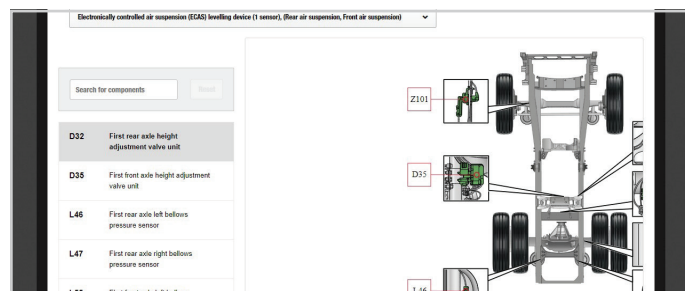 Electronically controlled air suspension (ECAS) levelling device (1 sensor), (Rear air suspension, Front air suspension)
Search for components
D32 First rear axle height
adjustment valve unit
D35 First front axle height adjustment
valve unit
L46 First rear axle left bellows
pressure sensor
L47 First rear axle right bellows
pressure sensor
Z101
D35
L46